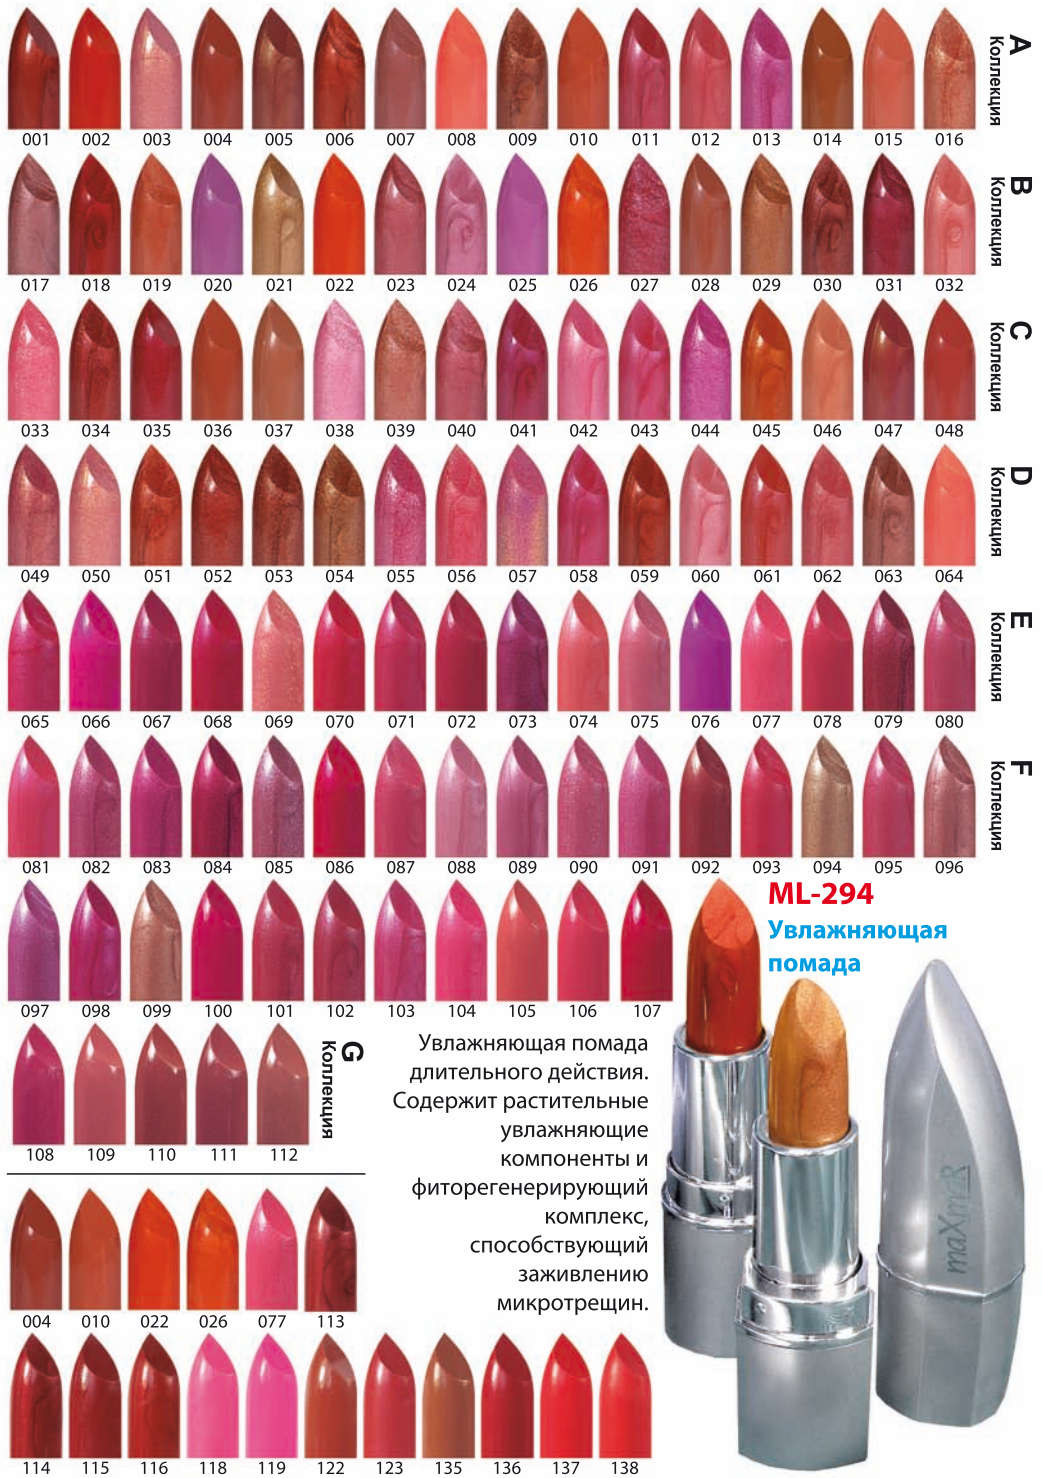 001 002 003 004 005 006 007 008 009 010 011 012 013 014 015 016
A
Коллекция
017 018 019 020 021 022 023 024 025 026 027 028 029 030 031 032
B
Коллекция
033 034 035 036 037 038 039 040 041 042 043 044 045 046 047 048
C
Коллекция
049 050 051 052 053 054 055 056 057 058 059 060 061 062 063 064
D
Коллекция
065 066 067 068 069 070 071 072 073 074 075 076 077 078 079 080
E
Коллекция
081 082 083 084 085 086 087 088 089 090 091 092 093 094 095 096
F
Коллекция
ML-294
Увлажняющая
помада
097 098 099 100 101 102 103 104 105 106 107
108 109 110 111 112
G
Коллекция
Увлажняющая помада
длительного действия.
Содержит растительные
увлажняющие
компоненты и
фиторегенерирующий
комплекс,
способствующий
заживлению
микротрещин.
maXmaR
004 010 022 026 077 113
114 115 116 118 119 122 123 135 136 137 138